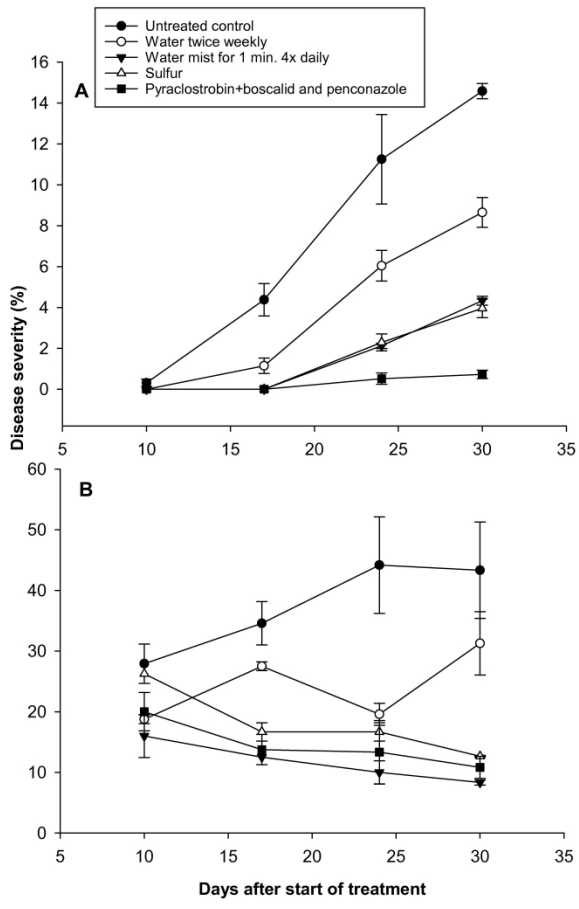 Untreated control
Water twice weekly
Water mist for 1 min. 4x daily
Sulfur
Pyraclostrobin+boscalid and penconazole
A
16
14
12
10
8
6
4
2
0
5 10 15 20 25 30 35
Disease severity (%)
B
60
50
40
30
20
10
0
5 10 15 20 25 30 35
Days after start of treatment